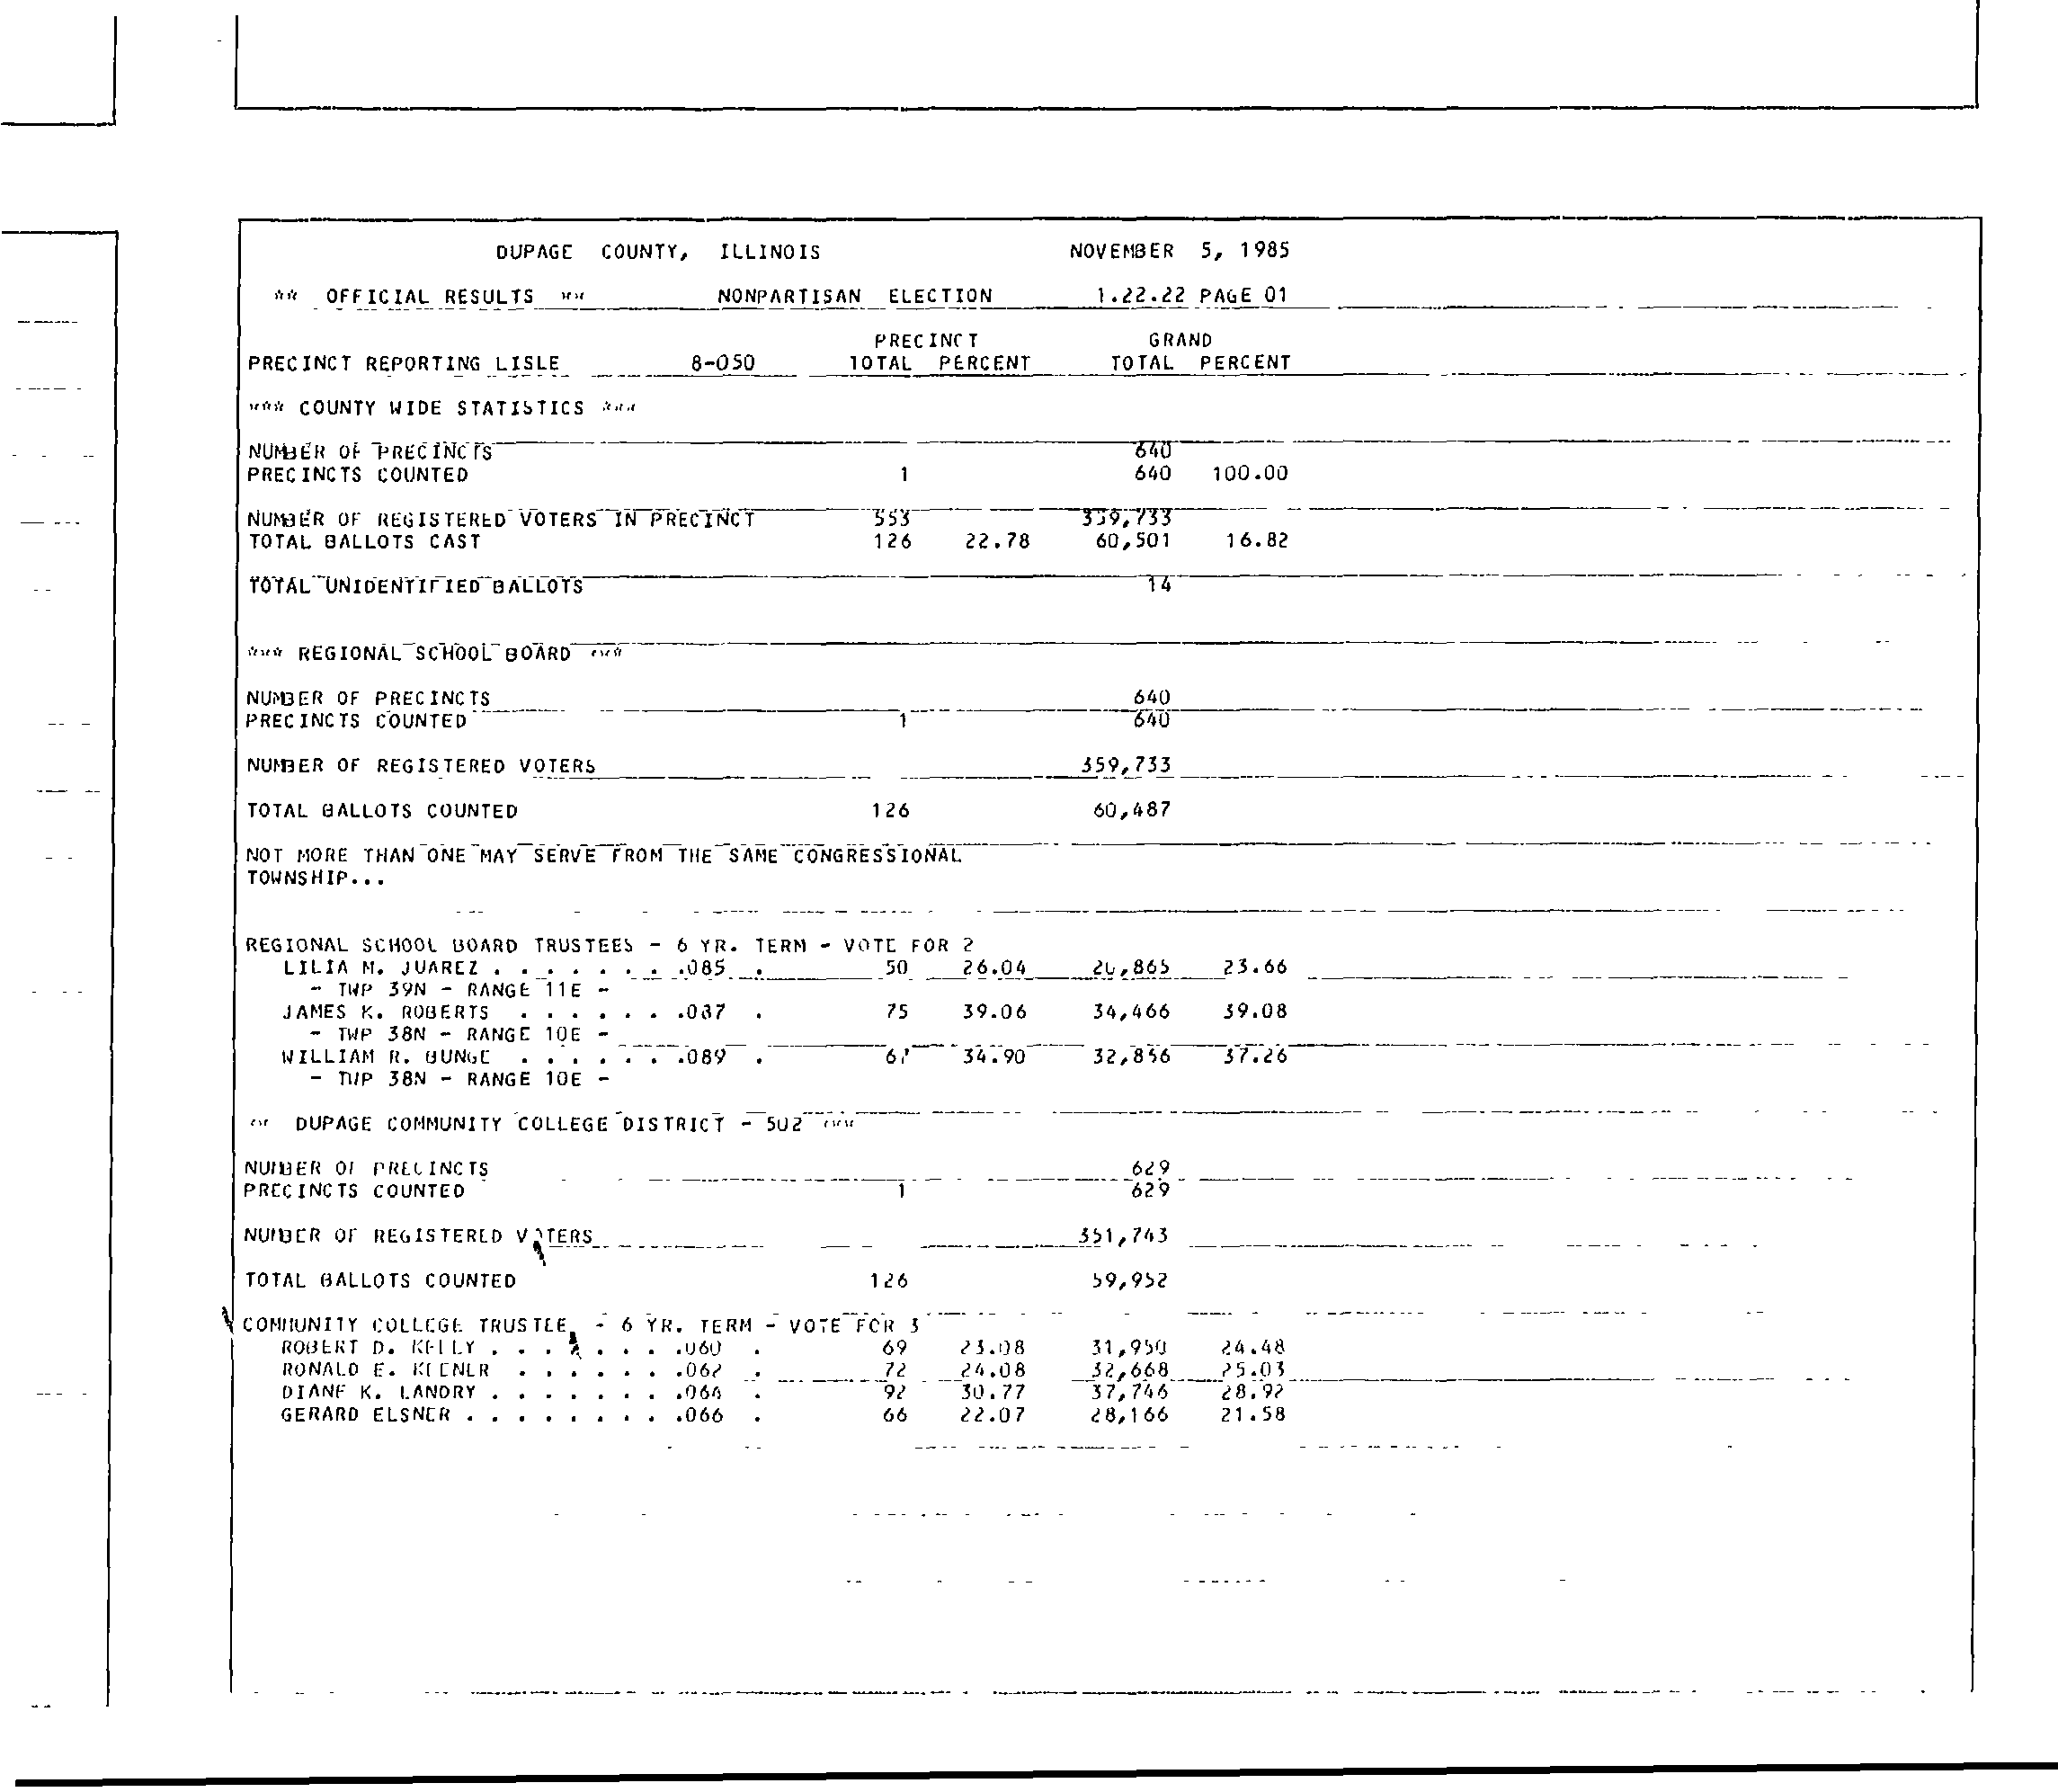 DUPAGE COUNTY, ILLINOIS NOVEMBER 5, 1985
** OFFICIAL RESULTS ** NONPARTISAN ELECTION 1.22.22 PAGE 01
PRECINCT GRAND
PRECINCT REPORTING LISLE 8-050 TOTAL PERCENT TOTAL PERCENT
*** COUNTY WIDE STATISTICS ***
NUMBER OF PRECINCTS 640
PRECINCTS COUNTED 1 640 100.00
NUMBER OF REGISTERED VOTERS IN PRECINCT 553 359,733
TOTAL BALLOTS CAST 126 22.78 60,501 16.82
TOTAL UNIDENTIFIED BALLOTS 14
*** REGIONAL SCHOOL BOARD ***
NUMBER OF PRECINCTS 640
PRECINCTS COUNTED 1 640
NUMBER OF REGISTERED VOTERS 359,733
TOTAL BALLOTS COUNTED 126 60,487
NOT MORE THAN ONE MAY SERVE FROM THE SAME CONGRESSIONAL
TOWNSHIP...
REGIONAL SCHOOL BOARD TRUSTEES - 6 YR. TERM - VOTE FOR 2
LILIA M. JUAREZ . . . . . . . .085 . 50 26.04 20,865 23.66
- TWP 39N - RANGE 11E -
JAMES K. ROBERTS . . . . . . .087 . 75 39.06 34,466 39.08
- TWP 38N - RANGE 10E -
WILLIAM R. BUNGE . . . . . . .089 . 67 34.90 32,856 37.26
- TWP 38N - RANGE 10E -
** DUPAGE COMMUNITY COLLEGE DISTRICT - 502 ***
NUMBER OF PRECINCTS 629
PRECINCTS COUNTED 1 629
NUMBER OF REGISTERED VOTERS 351,743
TOTAL BALLOTS COUNTED 126 59,952
COMMUNITY COLLEGE TRUSTEE - 6 YR. TERM - VOTE FOR 3
ROBERT D. KELLY . . . . . . . .060 . 69 23.08 31,950 24.48
RONALD E. KEENER . . . . . . .062 . 72 24.08 32,668 25.03
DIANE K. LANDRY . . . . . . . .064 . 92 30.77 37,746 28.92
GERARD ELSNER . . . . . . . . .066 . 66 22.07 28,166 21.58